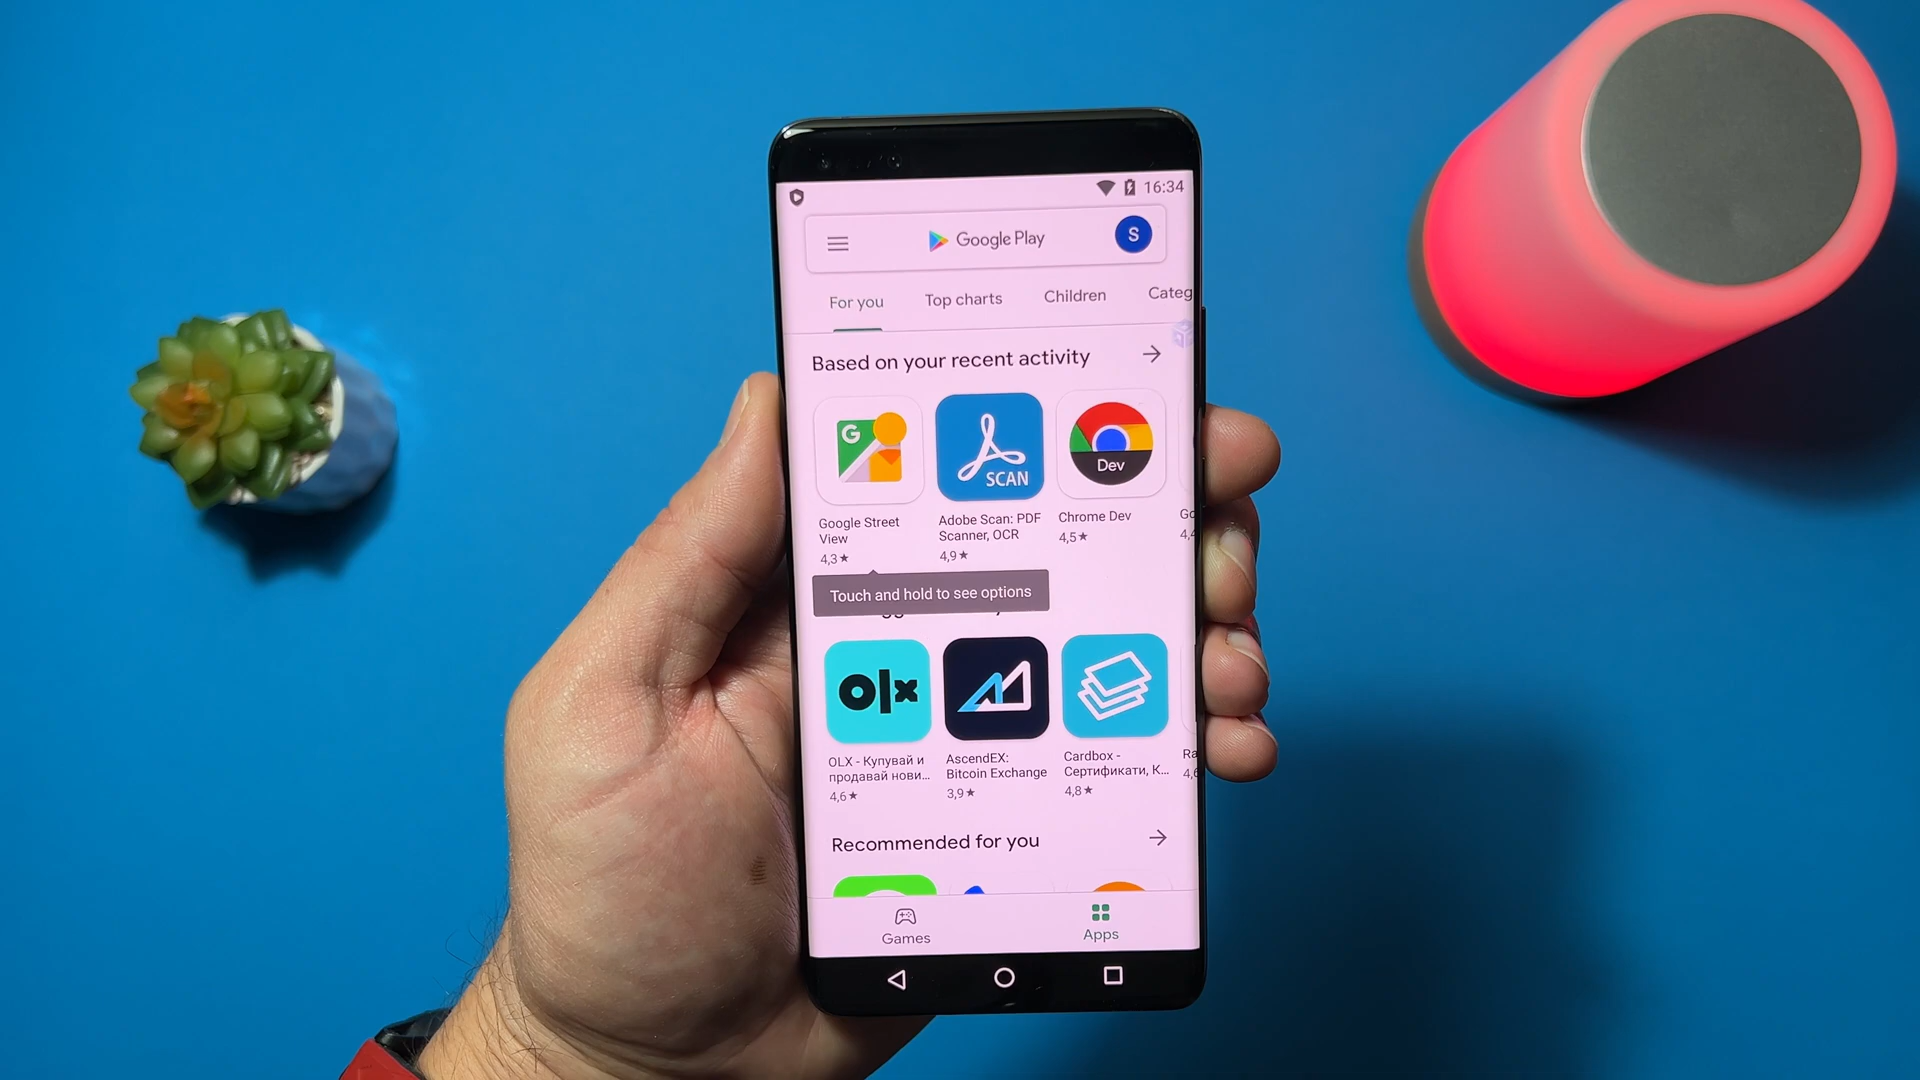 16:34
Google Play
S
For you Top charts Children Categ
Based on your recent activity
G
SCAN
Dev
Google Street
View
4,3★
Adobe Scan: PDF
Scanner, OCR
4,9★
Chrome Dev
4,5★
Touch and hold to see options
olx
OLX - Купувай и
продавай нови...
4,6★
AscendEX:
Bitcoin Exchange
3,9★
Cardbox -
Сертификати, К...
4,8★
Ra
Recommended for you
Games
Apps